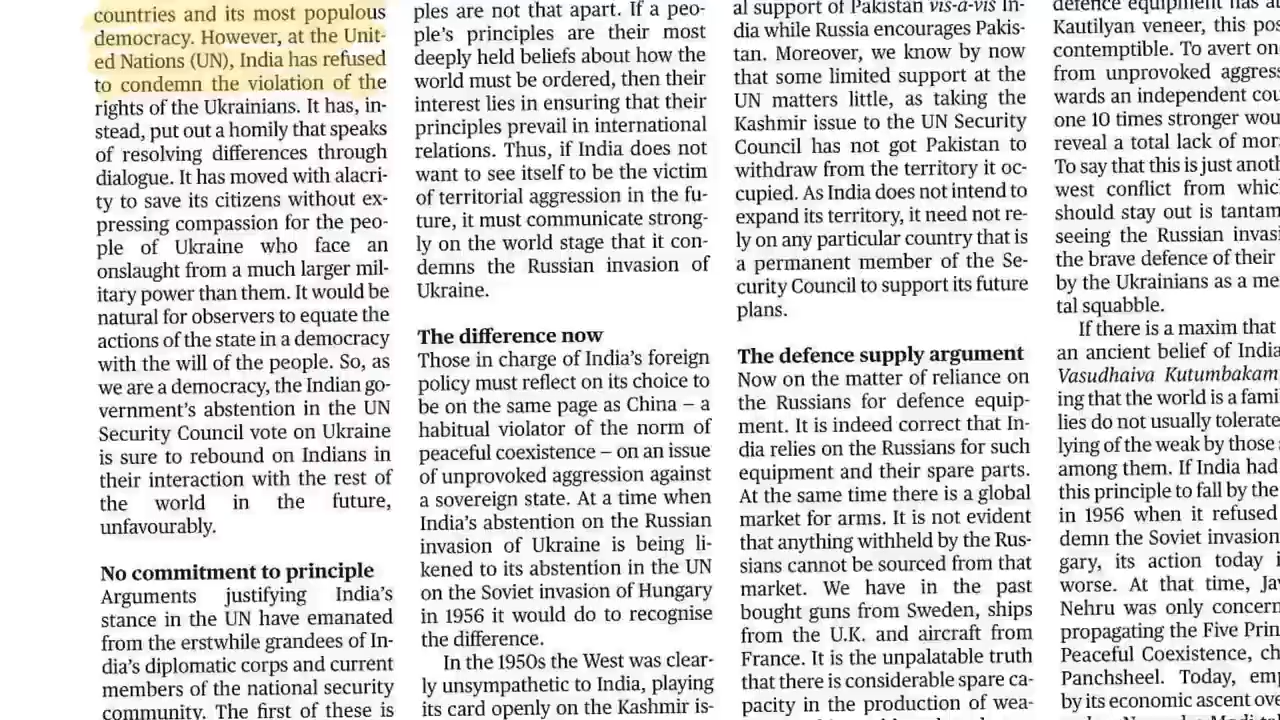 countries and its most populous
democracy. However, at the Unit-
ed Nations (UN), India has refused
to condemn the violation of the
rights of the Ukrainians. It has, in-
stead, put out a homily that speaks
of resolving differences through
dialogue. It has moved with alacri-
ty to save its citizens without ex-
pressing compassion for the peo-
ple of Ukraine who face an
onslaught from a much larger mil-
itary power than them. It would be
natural for observers to equate the
actions of the state in a democracy
with the will of the people. So, as
we are a democracy, the Indian go-
vernment's abstention in the UN
Security Council vote on Ukraine
is sure to rebound on Indians in
their interaction with the rest of
the world in the future,
unfavourably.
No commitment to principle
Arguments justifying India's
stance in the UN have emanated
from the erstwhile grandees of In-
dia's diplomatic corps and current
members of the national security
community. The first of these is
ples are not that apart. If a peo-
ple's principles are their most
deeply held beliefs about how the
world must be ordered, then their
interest lies in ensuring that their
principles prevail in international
relations. Thus, if India does not
want to see itself to be the victim
of territorial aggression in the fu-
ture, it must communicate strong-
ly on the world stage that it con-
demns the Russian invasion of
Ukraine.
The difference now
Those in charge of India's foreign
policy must reflect on its choice to
be on the same page as China – a
habitual violator of the norm of
peaceful coexistence – on an issue
of unprovoked aggression against
a sovereign state. At a time when
India's abstention on the Russian
invasion of Ukraine is being li-
kened to its abstention in the UN
on the Soviet invasion of Hungary
in 1956 it would do to recognise
the difference.
In the 1950s the West was clear-
ly unsympathetic to India, playing
its card openly on the Kashmir is-
al support of Pakistan vis-à-vis In-
dia while Russia encourages Pakis-
tan. Moreover, we know by now
that some limited support at the
UN matters little, as taking the
Kashmir issue to the UN Security
Council has not got Pakistan to
withdraw from the territory it oc-
cupied. As India does not intend to
expand its territory, it need not re-
ly on any particular country that is
a permanent member of the Se-
curity Council to support its future
plans.
The defence supply argument
Now on the matter of reliance on
the Russians for defence equip-
ment. It is indeed correct that In-
dia relies on the Russians for such
equipment and their spare parts.
At the same time there is a global
market for arms. It is not evident
that anything withheld by the Rus-
sians cannot be sourced from that
market. We have in the past
bought guns from Sweden, ships
from the U.K. and aircraft from
France. It is the unpalatable truth
that there is considerable spare ca-
pacity in the production of wea-
defence equipment has
Kautilyan veneer, this
contemptible. To avert
from unprovoked
wards an independent
one 10 times stronger
reveal a total lack of
To say that this is just
west conflict from
should stay out is
seeing the Russian
the brave defence of their
by the Ukrainians as a
tal squabble.
If there is a maxim that
an ancient belief of
Vasudhaiva Kutumbakam
ing that the world is a
lies do not usually tolerate
lying of the weak by those
among them. If India had
this principle to fall by the
in 1956 when it refused
demn the Soviet
gary, its action today
worse. At that time,
Nehru was only
propagating the Five
Peaceful Coexistence,
Panchsheel. Today,
by its economic ascent